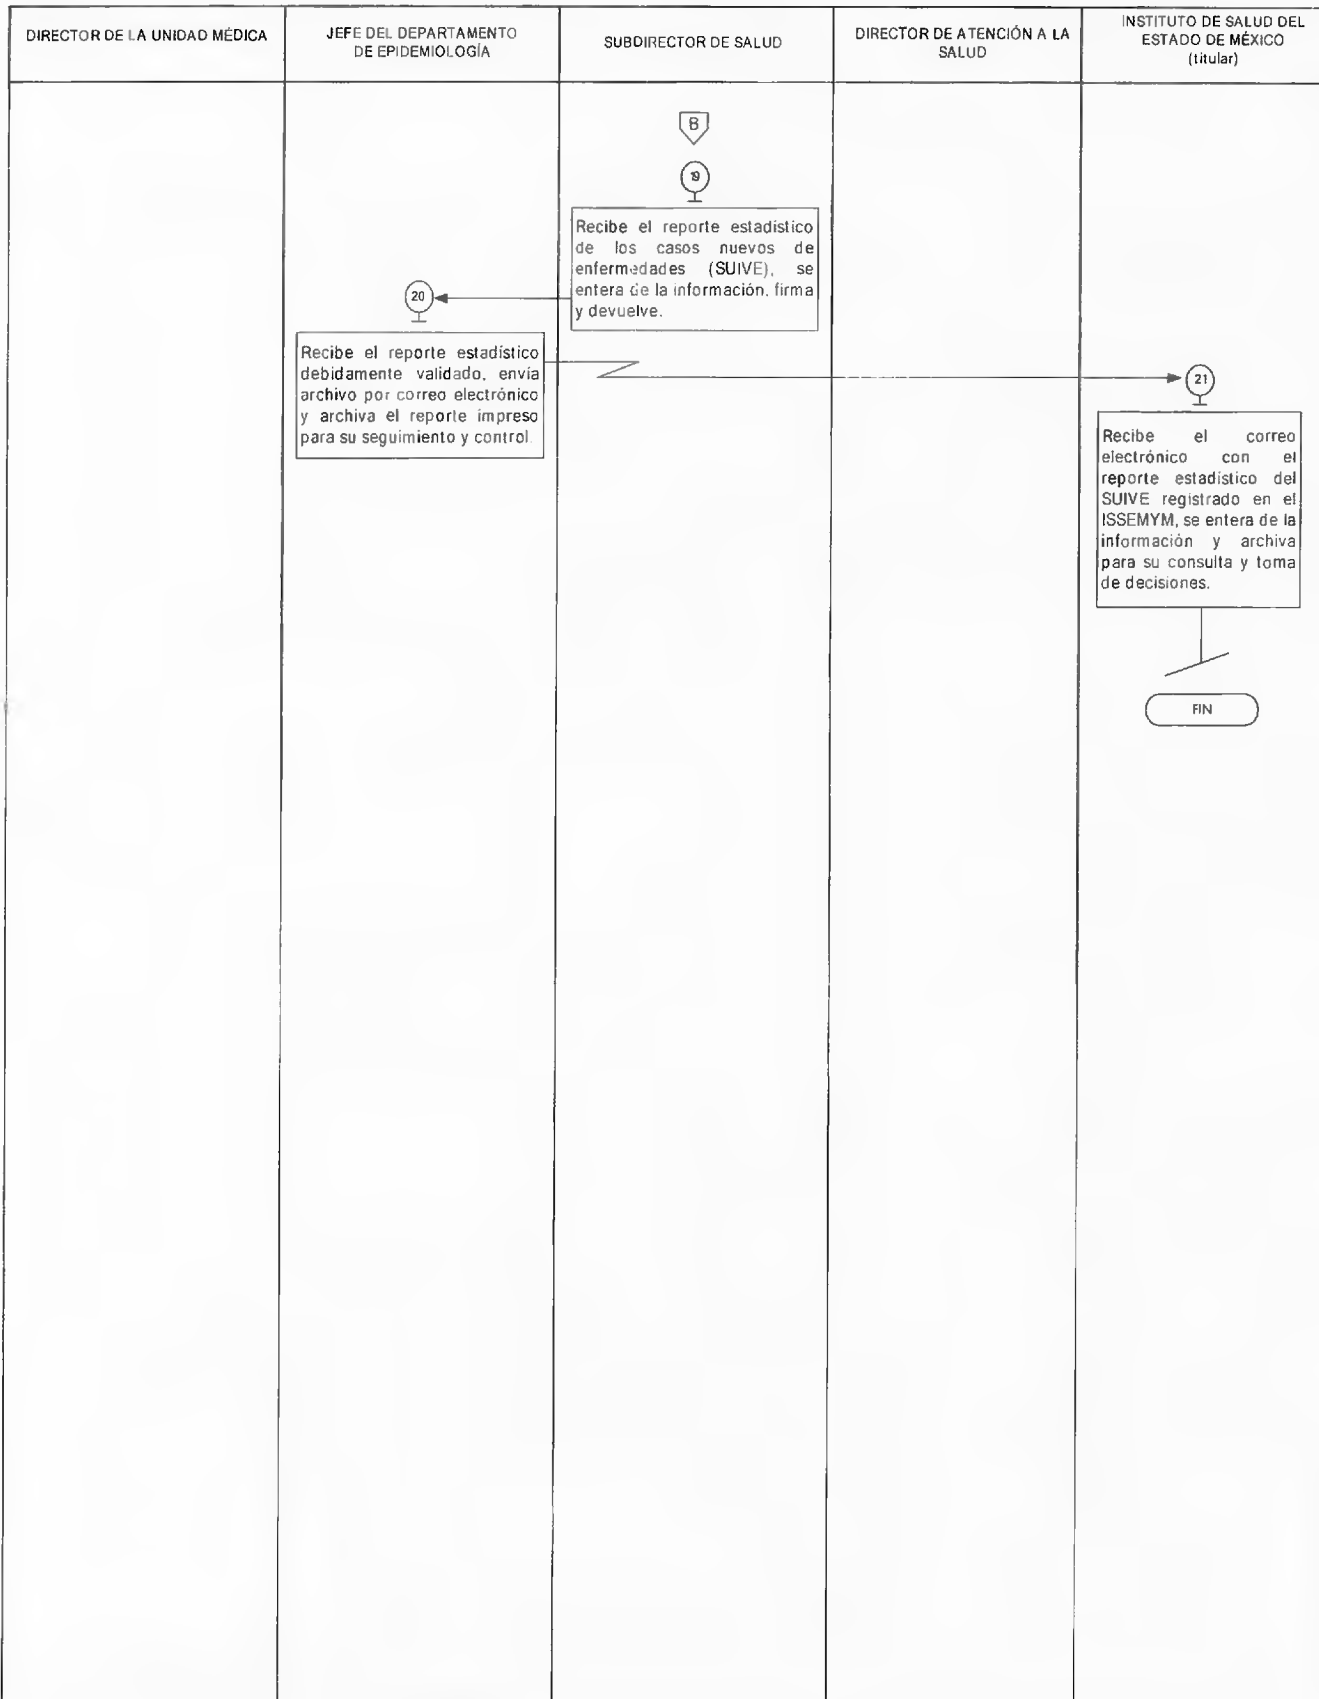 DIRECTOR DE LA UNIDAD MÉDICA
JEFE DEL DEPARTAMENTO
DE EPIDEMIOLOGÍA
SUBDIRECTOR DE SALUD
DIRECTOR DE ATENCIÓN A LA
SALUD
INSTITUTO DE SALUD DEL
ESTADO DE MÉXICO
(titular)
B
19
Recibe el reporte estadístico
de los casos nuevos de
enfermedades (SUIVE), se
entera de la información, firma
y devuelve.
20
Recibe el reporte estadístico
debidamente validado, envía
archivo por correo electrónico
y archiva el reporte impreso
para su seguimiento y control.
21
Recibe el correo
electrónico con el
reporte estadístico del
SUIVE registrado en el
ISSEMYM, se entera de la
información y archiva
para su consulta y toma
de decisiones.
FIN